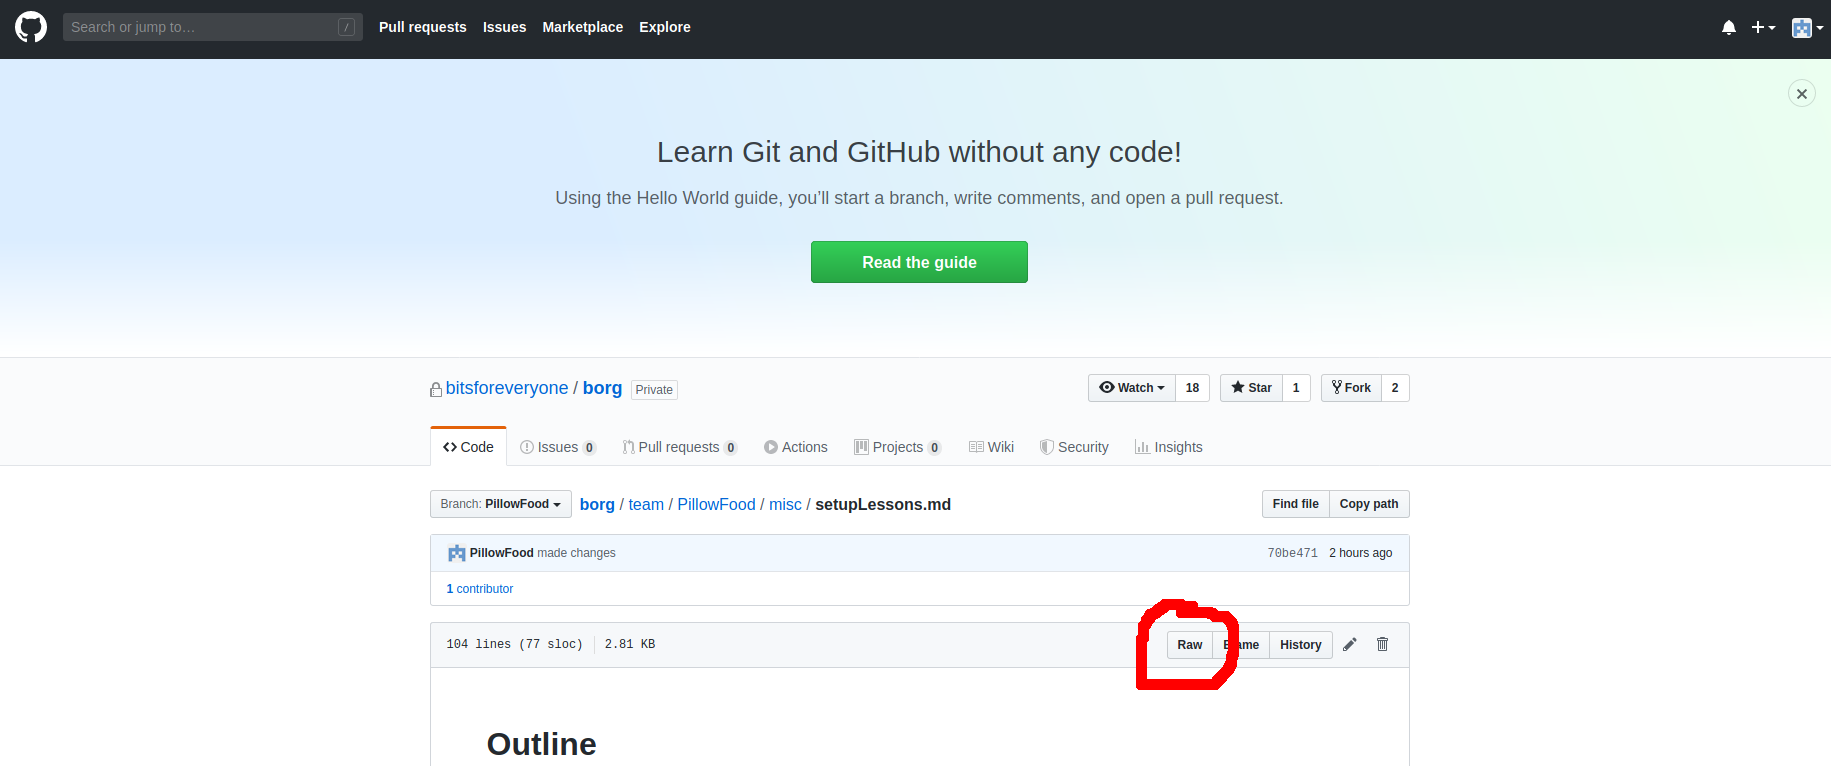 Search or jump to… / Pull requests Issues Marketplace Explore
Learn Git and GitHub without any code!
Using the Hello World guide, you’ll start a branch, write comments, and open a pull request.
Read the guide
bitsforeveryone / borg Private Watch 18 Star 1 Fork 2
Code Issues 0 Pull requests 0 Actions Projects 0 Wiki Security Insights
Branch: PillowFood borg / team / PillowFood / misc / setupLessons.md Find file Copy path
PillowFood made changes 70be471 2 hours ago
1 contributor
104 lines (77 sloc) 2.81 KB Raw History
Outline